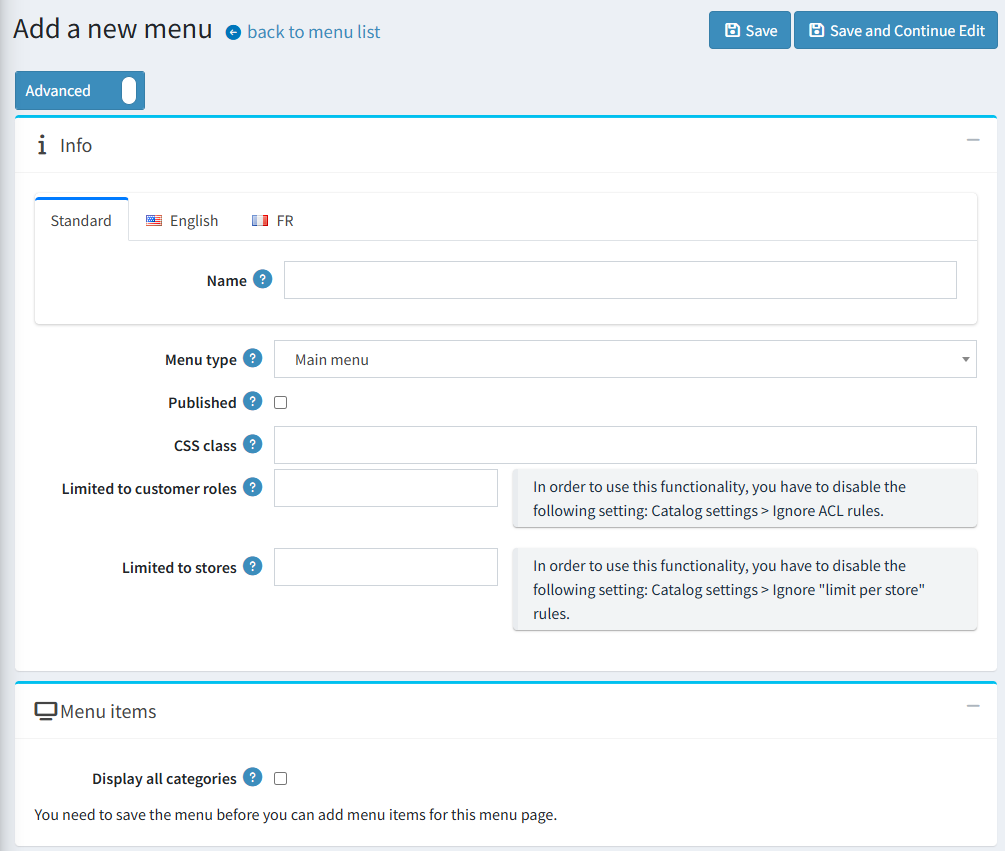 Add a new menu back to menu list Save Save and Continue Edit
Advanced
Info
Standard English FR
Name ?
Menu type ? Main menu
Published ?
CSS class ?
Limited to customer roles ? In order to use this functionality, you have to disable the
following setting: Catalog settings > Ignore ACL rules.
Limited to stores ? In order to use this functionality, you have to disable the
following setting: Catalog settings > Ignore "limit per store"
rules.
Menu items
Display all categories ?
You need to save the menu before you can add menu items for this menu page.